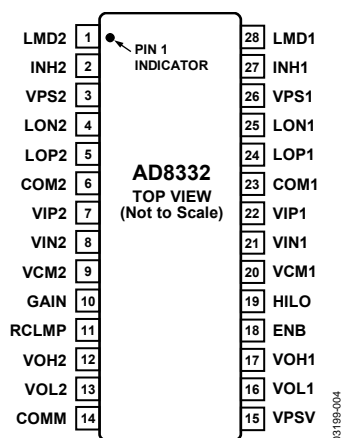 LMD2 1 PIN 1 28 LMD1
INH2 2 INDICATOR 27 INH1
VPS2 3 26 VPS1
LON2 4 25 LON1
LOP2 5 24 LOP1
COM2 6 AD8332 23 COM1
TOP VIEW
VIP2 7 (Not to Scale) 22 VIP1
VIN2 8 21 VIN1
VCM2 9 20 VCM1
GAIN 10 19 HILO
RCLMP 11 18 ENB
VOH2 12 17 VOH1
VOL2 13 16 VOL1
COMM 14 15 VPSV
03199-004